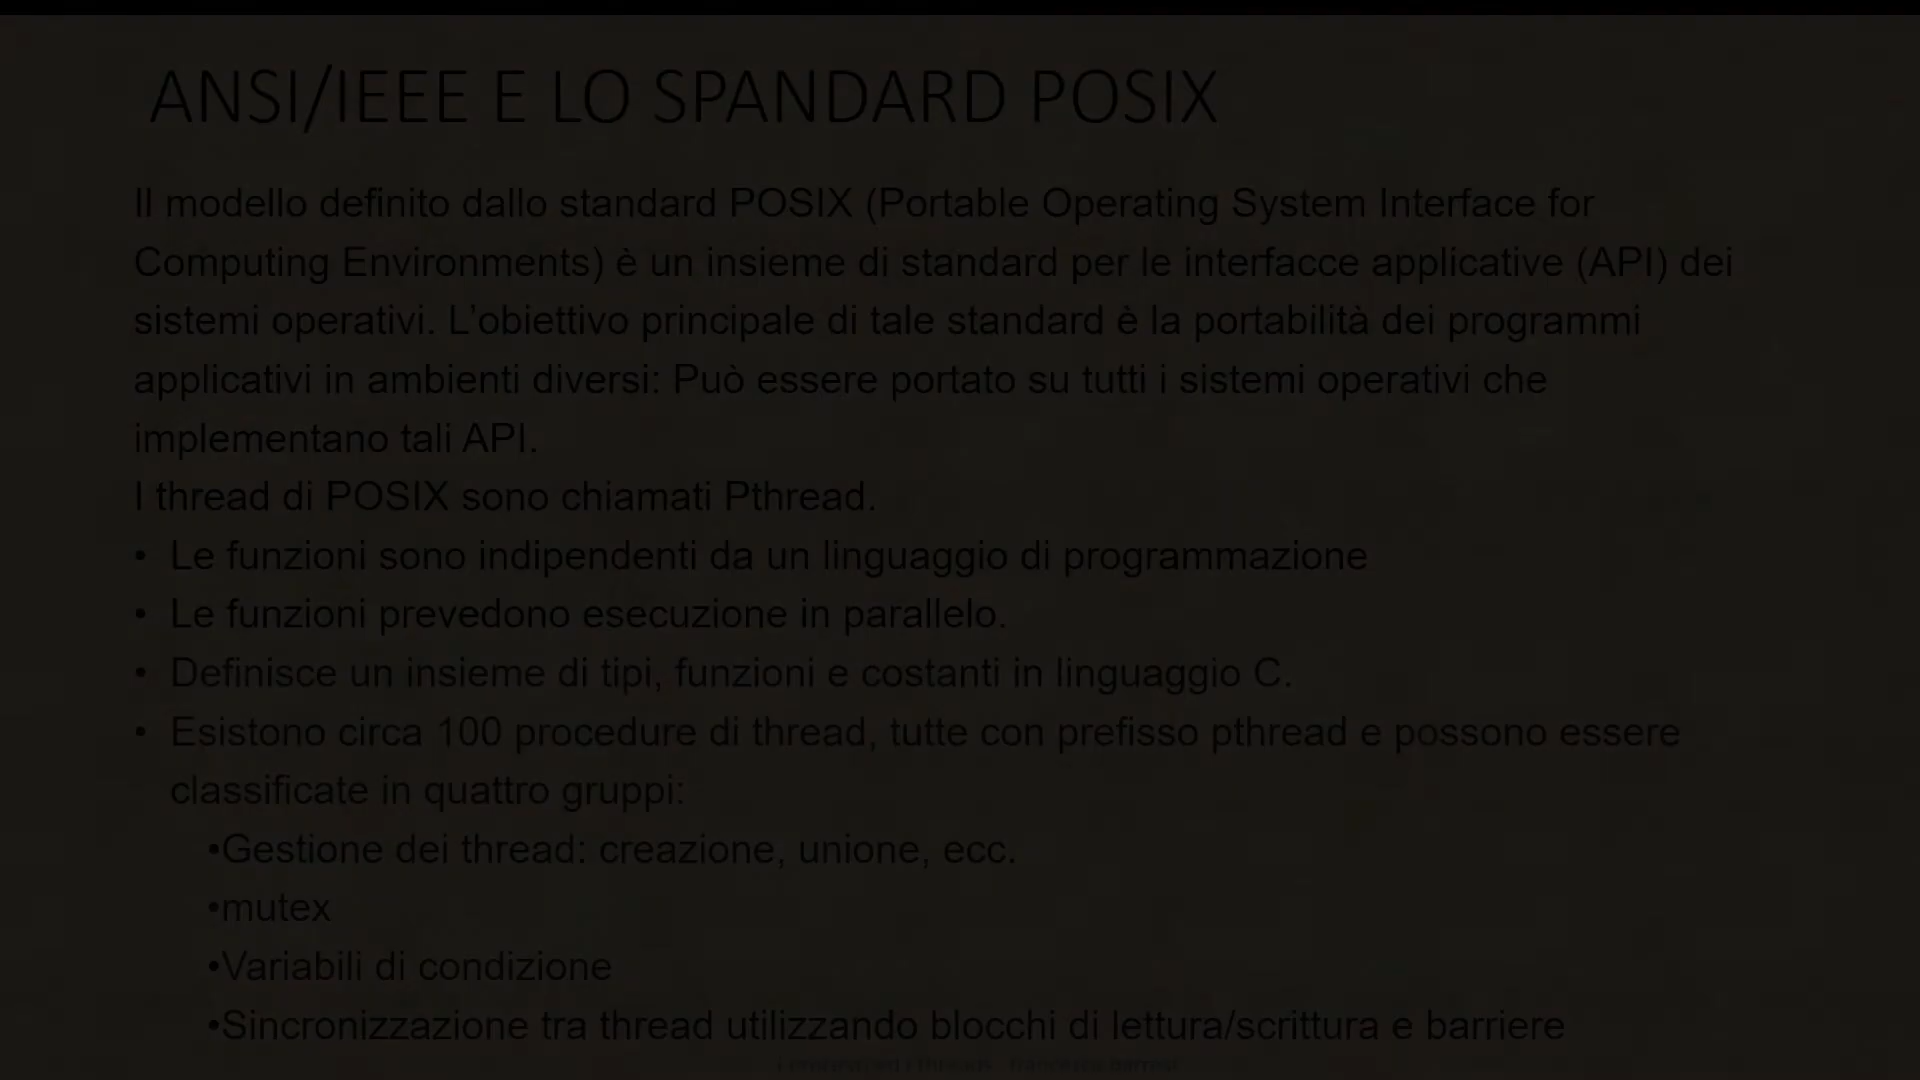 ANSI/IEEE E LO SPANDARD POSIX
Il modello definito dallo standard POSIX (Portable Operating System Interface for
Computing Environments) è un insieme di standard per le interfacce applicative (API) dei
sistemi operativi. L’obiettivo principale di tale standard è la portabilità dei programmi
applicativi in ambienti diversi: Può essere portato su tutti i sistemi operativi che
implementano tali API.
I thread di POSIX sono chiamati Pthread.
• Le funzioni sono indipendenti da un linguaggio di programmazione
• Le funzioni prevedono esecuzione in parallelo.
• Definisce un insieme di tipi, funzioni e costanti in linguaggio C.
• Esistono circa 100 procedure di thread, tutte con prefisso pthread e possono essere
classificate in quattro gruppi:
•Gestione dei thread: creazione, unione, ecc.
•mutex
•Variabili di condizione
•Sincronizzazione tra thread utilizzando blocchi di lettura/scrittura e barriere